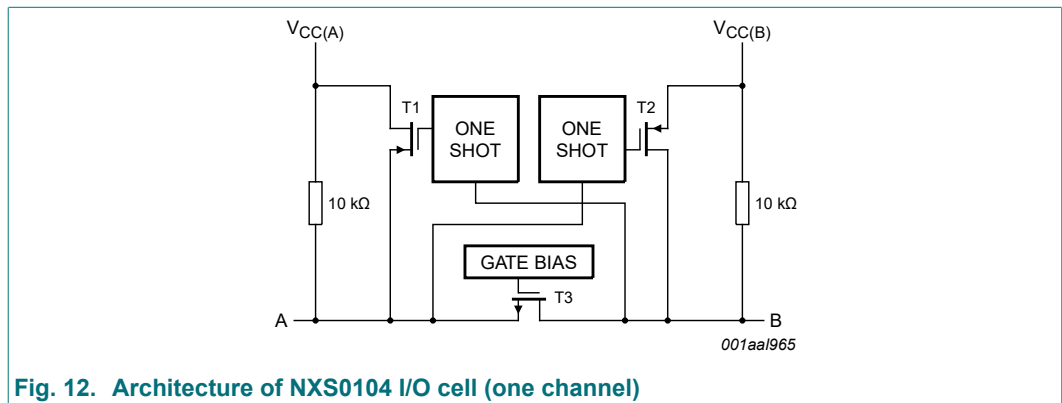 VCC(A)
VCC(B)
T1
T2
ONE
SHOT
ONE
SHOT
10 kΩ
10 kΩ
GATE BIAS
T3
A
B
001aal965
Fig. 12. Architecture of NXS0104 I/O cell (one channel)